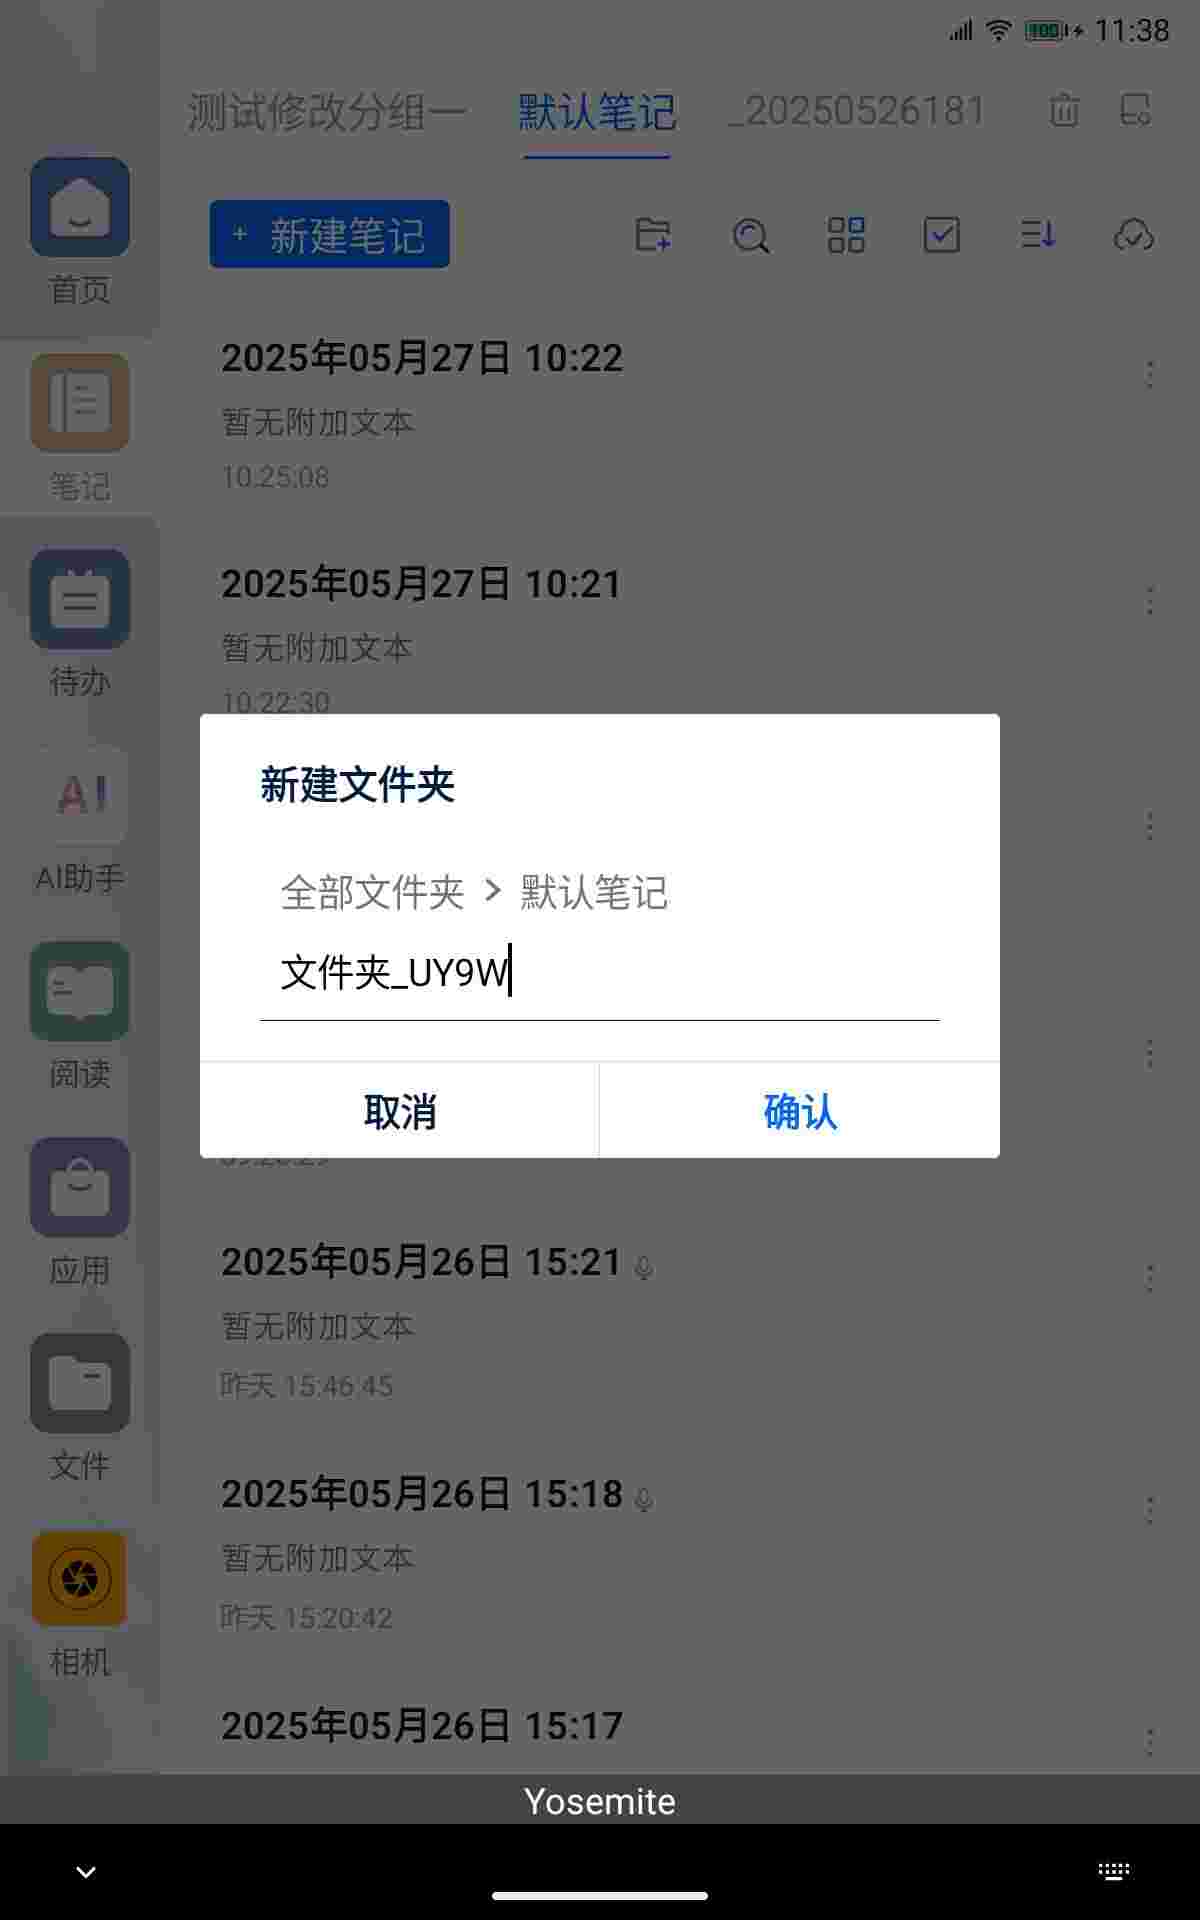 100 11:38
测试修改分组一 默认笔记 _20250526181
+ 新建笔记
首页
2025年05月27日 10:22
暂无附加文本
10:25:08
笔记
2025年05月27日 10:21
暂无附加文本
10:22:30
待办
AI
AI助手
新建文件夹
全部文件夹 > 默认笔记
文件夹_UY9W
取消 确认
阅读
应用
2025年05月26日 15:21
暂无附加文本
昨天 15:46:45
文件
2025年05月26日 15:18
暂无附加文本
昨天 15:20:42
相机
2025年05月26日 15:17
Yosemite